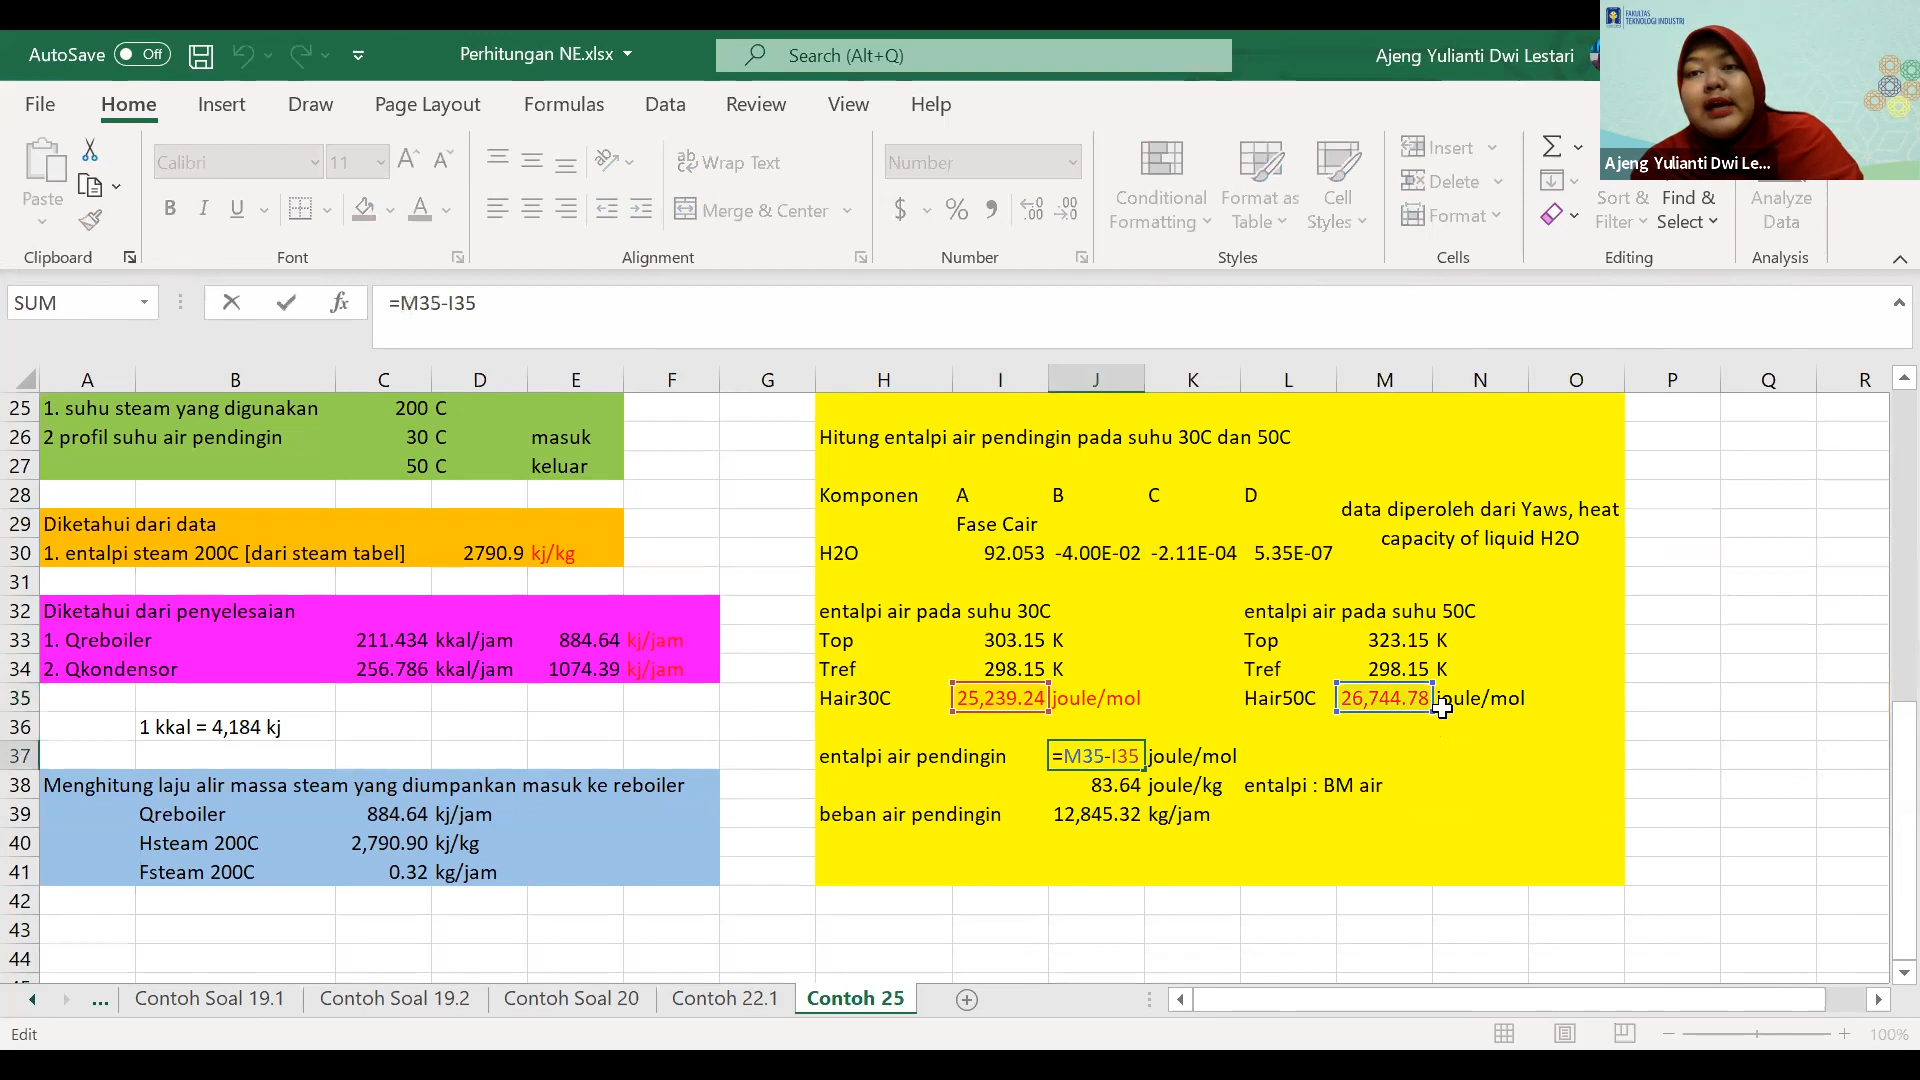 AutoSave Off Perhitungan NE.xlsx Search (Alt+Q) Ajeng Yulianti Dwi Lestari
FAKULTAS
TEKNOLOGI INDUSTRI
Ajeng Yulianti Dwi Le...
File Home Insert Draw Page Layout Formulas Data Review View Help
Paste Calibri 11 Wrap Text Number Conditional Format as Cell Insert Sort & Find & Analyze
B I U Merge & Center $ % Formatting Table Styles Delete Filter Select Data
Format
Clipboard Font Alignment Number Styles Cells Editing Analysis
SUM fx =M35-I35
A B C D E F G H I J K L M N O P Q R
25 1. suhu steam yang digunakan 200 C
26 2 profil suhu air pendingin 30 C masuk Hitung entalpi air pendingin pada suhu 30C dan 50C
27 50 C keluar
28 Komponen A B C D
data diperoleh dari Yaws, heat
29 Diketahui dari data Fase Cair
capacity of liquid H2O
30 1. entalpi steam 200C [dari steam tabel] 2790.9 kj/kg H2O 92.053 -4.00E-02 -2.11E-04 5.35E-07
31
32 Diketahui dari penyelesaian entalpi air pada suhu 30C entalpi air pada suhu 50C
33 1. Qreboiler 211.434 kkal/jam 884.64 kj/jam Top 303.15 K Top 323.15 K
34 2. Qkondensor 256.786 kkal/jam 1074.39 kj/jam Tref 298.15 K Tref 298.15 K
35 Hair30C 25,239.24 joule/mol Hair50C 26,744.78 joule/mol
36 1 kkal = 4,184 kj
37 entalpi air pendingin =M35-I35 joule/mol
38 Menghitung laju alir massa steam yang diumpankan masuk ke reboiler 83.64 joule/kg entalpi : BM air
39 Qreboiler 884.64 kj/jam beban air pendingin 12,845.32 kg/jam
40 Hsteam 200C 2,790.90 kj/kg
41 Fsteam 200C 0.32 kg/jam
42
43
44
... Contoh Soal 19.1 Contoh Soal 19.2 Contoh Soal 20 Contoh 22.1 Contoh 25
Edit 100%